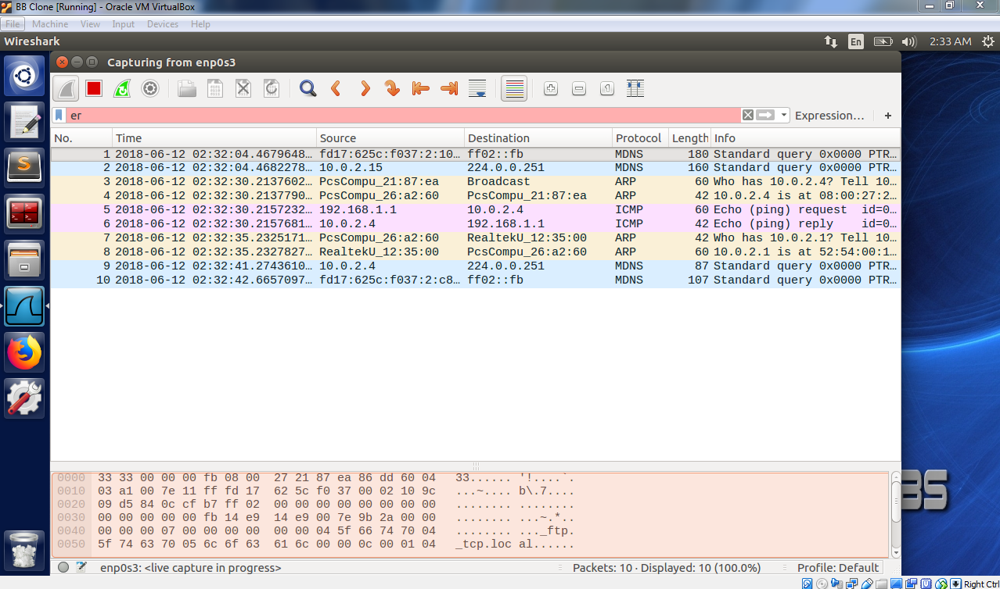 BB Clone [Running] - Oracle VM VirtualBox
File Machine View Input Devices Help
Wireshark En 2:33 AM
Capturing from enp0s3
er Expression… +
No. Time Source Destination Protocol Length Info
1 2018-06-12 02:32:04.4679648… fd17:625c:f037:2:10… ff02::fb MDNS 180 Standard query 0x0000 PTR…
2 2018-06-12 02:32:04.4682278… 10.0.2.15 224.0.0.251 MDNS 160 Standard query 0x0000 PTR…
3 2018-06-12 02:32:30.2137602… PcsCompu_21:87:ea Broadcast ARP 60 Who has 10.0.2.4? Tell 10…
4 2018-06-12 02:32:30.2137790… PcsCompu_26:a2:60 PcsCompu_21:87:ea ARP 42 10.0.2.4 is at 08:00:27:2…
5 2018-06-12 02:32:30.2157232… 192.168.1.1 10.0.2.4 ICMP 60 Echo (ping) request id=0…
6 2018-06-12 02:32:30.2157681… 10.0.2.4 192.168.1.1 ICMP 42 Echo (ping) reply id=0…
7 2018-06-12 02:32:35.2325171… PcsCompu_26:a2:60 RealtekU_12:35:00 ARP 42 Who has 10.0.2.1? Tell 10…
8 2018-06-12 02:32:35.2327827… RealtekU_12:35:00 PcsCompu_26:a2:60 ARP 60 10.0.2.1 is at 52:54:00:1…
9 2018-06-12 02:32:41.2743610… 10.0.2.4 224.0.0.251 MDNS 87 Standard query 0x0000 PTR…
10 2018-06-12 02:32:42.6657097… fd17:625c:f037:2:c8… ff02::fb MDNS 107 Standard query 0x0000 PTR…
0000 33 33 00 00 00 fb 08 00 27 21 87 ea 86 dd 60 04 33...... '!....`.
0010 03 a1 00 7e 11 ff fd 17 62 5c f0 37 00 02 10 9c ...~.... b\.7....
0020 09 d5 84 0c cf b7 ff 02 00 00 00 00 00 00 00 00 ........ ........
0030 00 00 00 00 00 fb 14 e9 14 e9 00 7e 9b 2a 00 00 ........ ...~.*..
0040 00 00 00 07 00 00 00 00 00 00 04 5f 66 74 70 04 ........ ..._ftp.
0050 5f 74 63 70 05 6c 6f 63 61 6c 00 00 0c 00 01 04 _tcp.loc al......
BS
enp0s3: <live capture in progress> Packets: 10 · Displayed: 10 (100.0%) Profile: Default
Right Ctrl